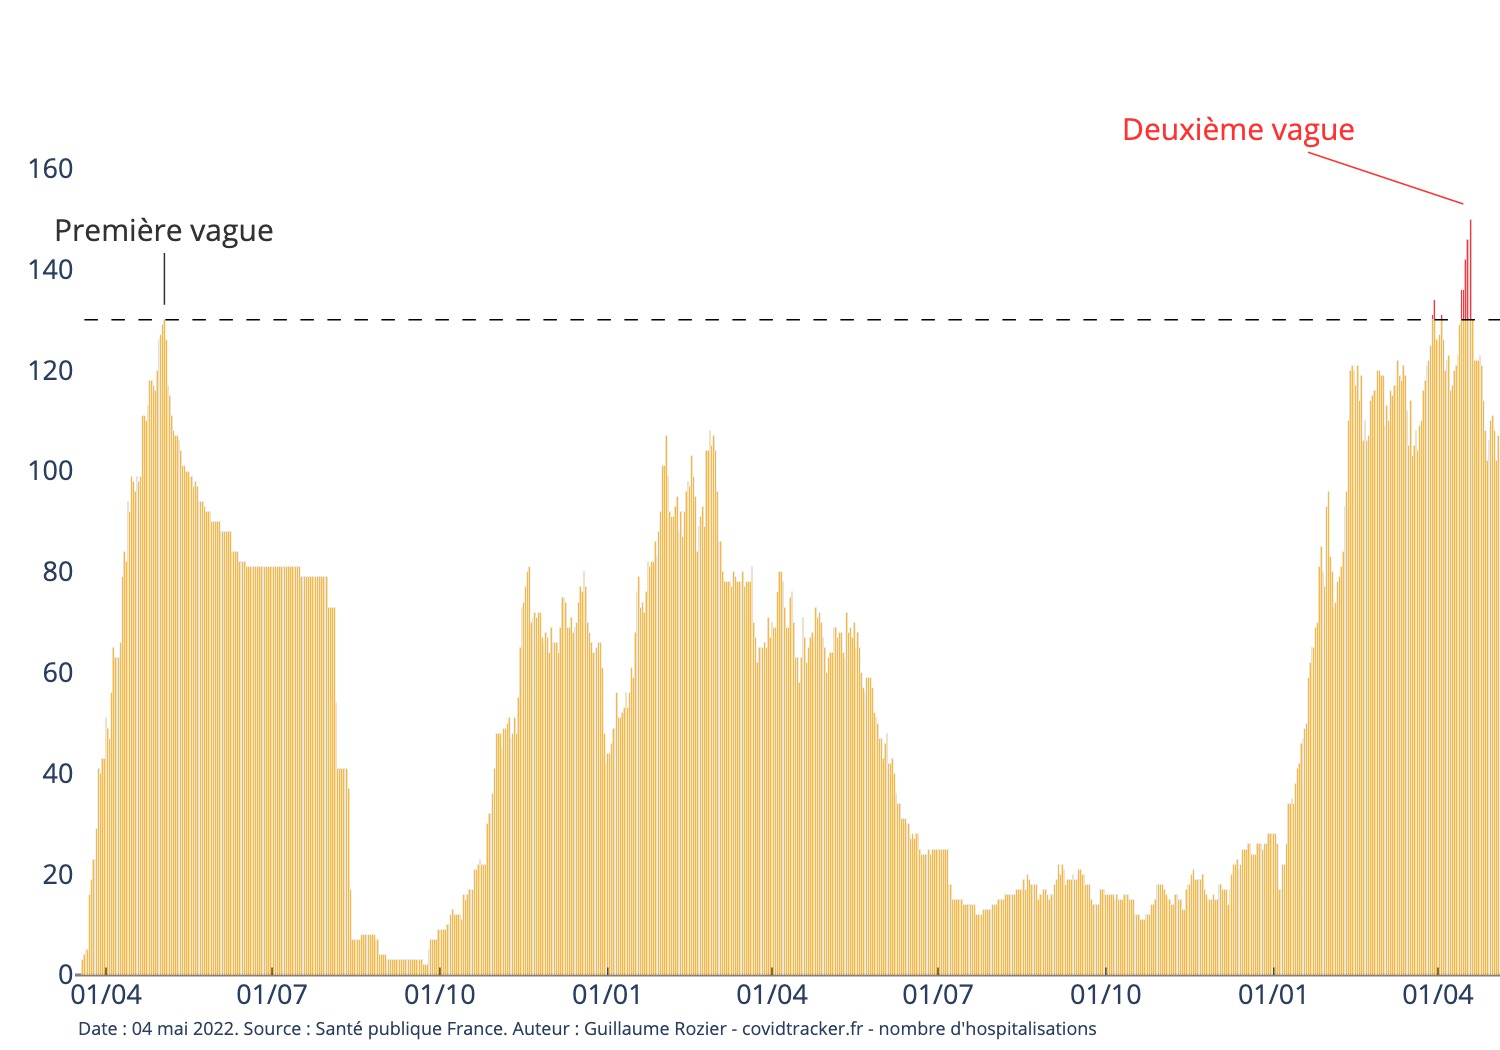 Deuxième vague
160
Première vague
140
120
100
80
60
40
20
0
01/04 01/07 01/10 01/01 01/04 01/07 01/10 01/01 01/04
Date : 04 mai 2022. Source : Santé publique France. Auteur : Guillaume Rozier - covidtracker.fr - nombre d'hospitalisations